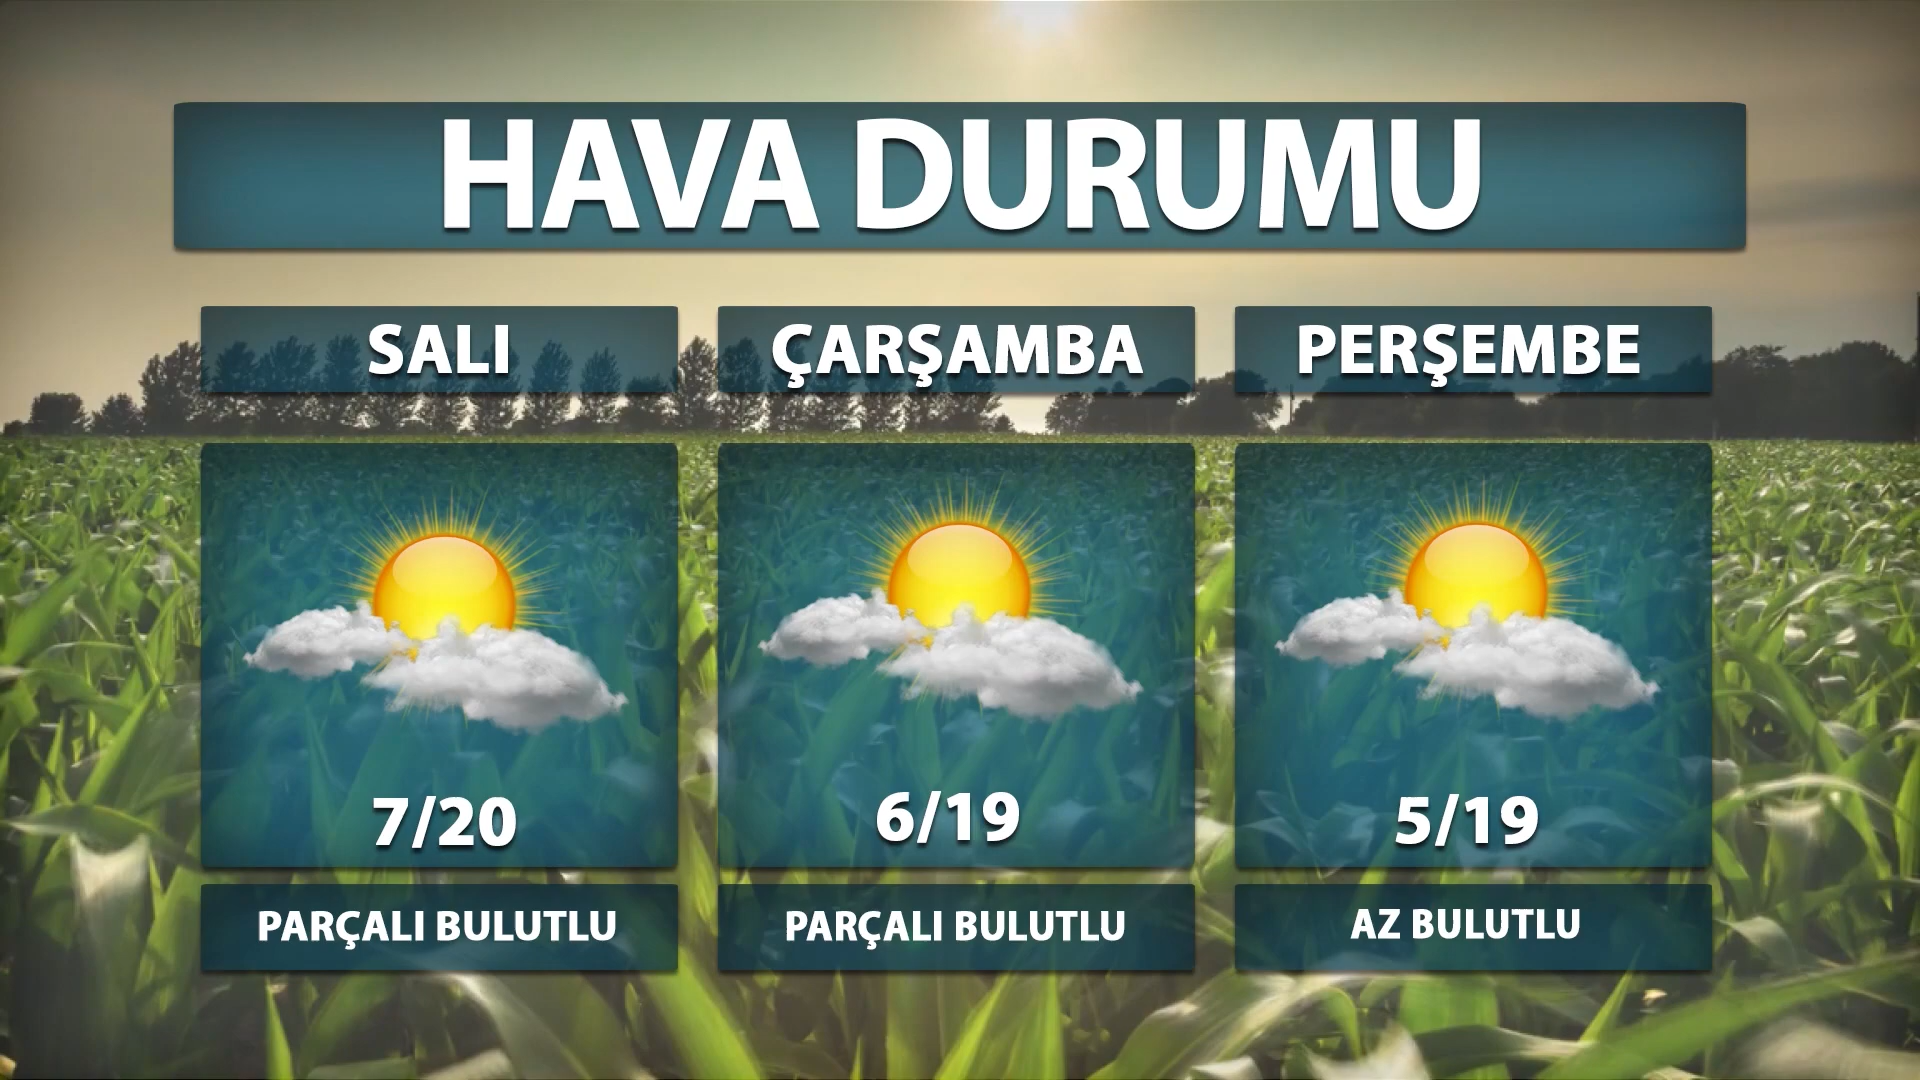 HAVA DURUMU
SALI
ÇARŞAMBA
PERŞEMBE
7/20
6/19
5/19
PARÇALI BULUTLU
PARÇALI BULUTLU
AZ BULUTLU